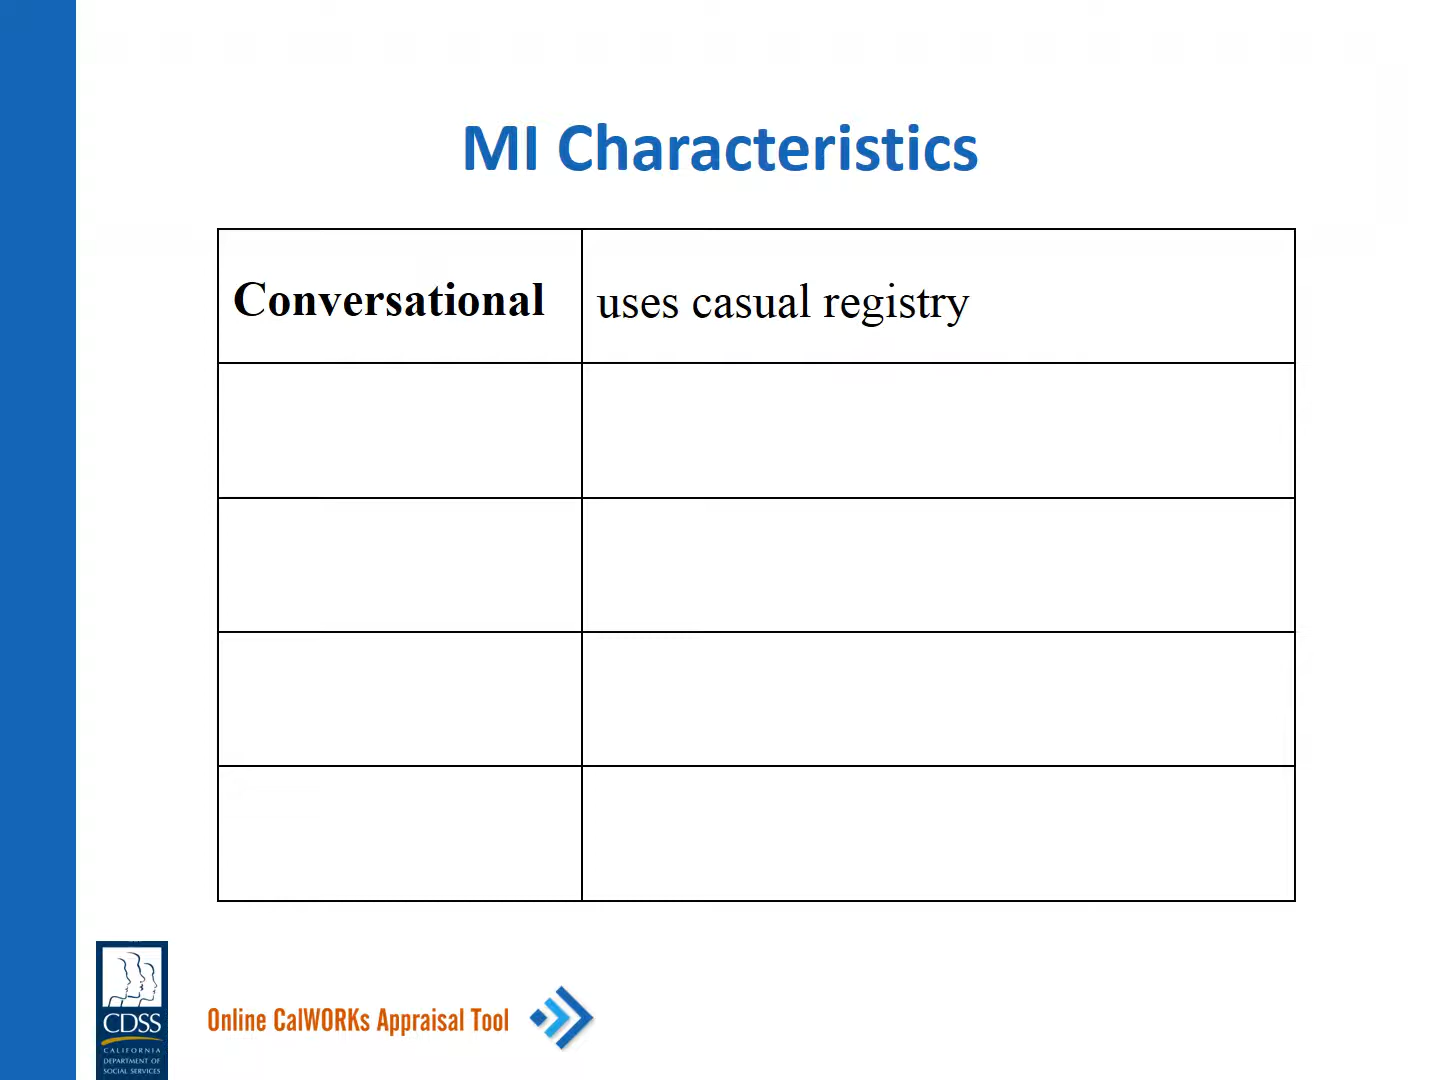 MI Characteristics
Conversational
uses casual registry
CDSS
CALIFORNIA
DEPARTMENT OF
SOCIAL SERVICES
Online CalWORKs Appraisal Tool